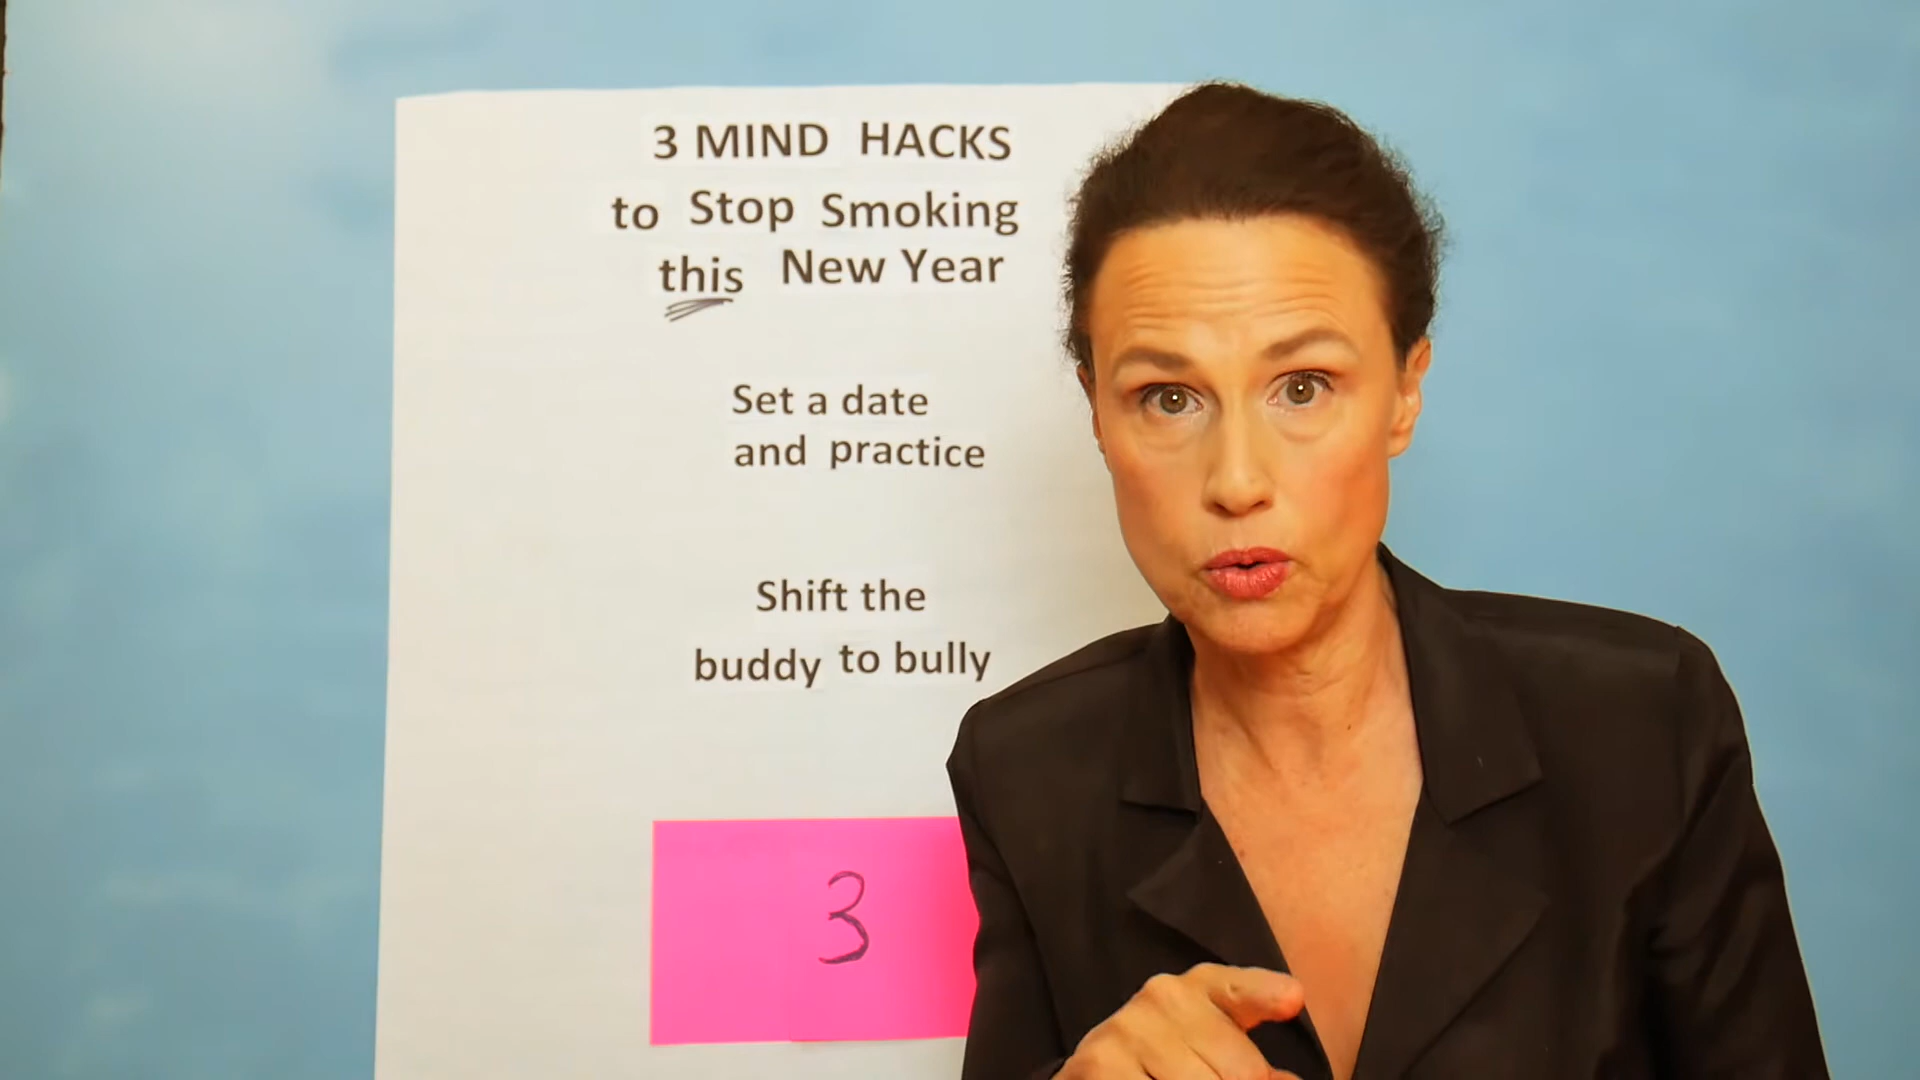 3 MIND HACKS
to Stop Smoking
this New Year
Set a date
and practice
Shift the
buddy to bully
3